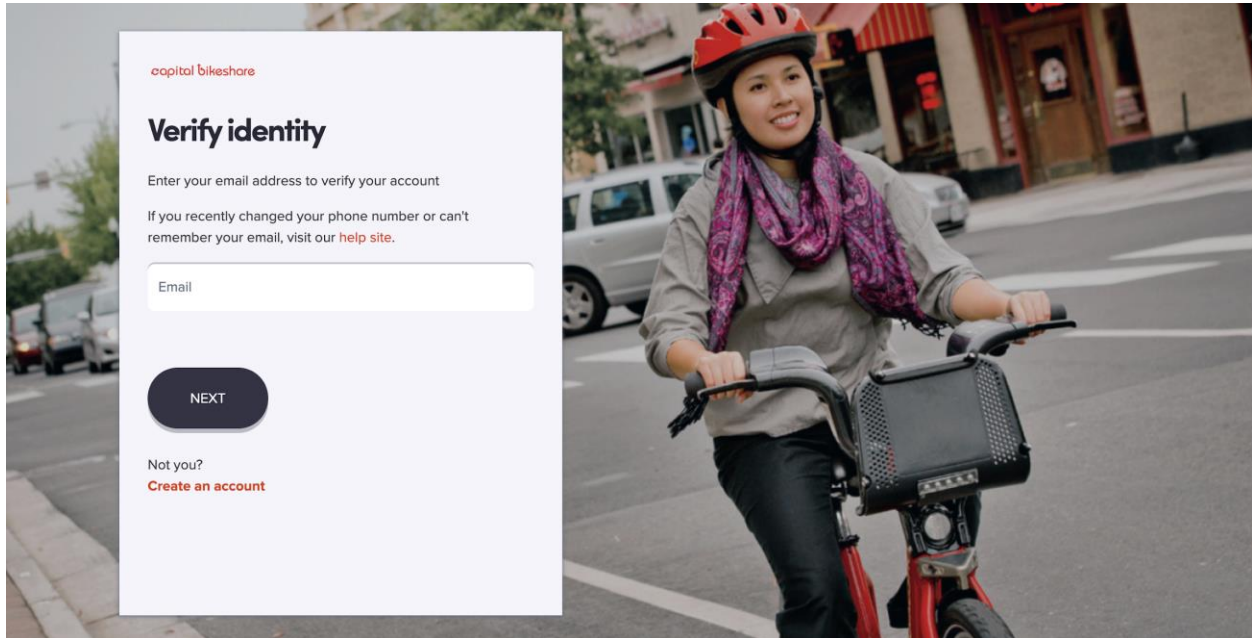 capital bikeshare
Verify identity
Enter your email address to verify your account
If you recently changed your phone number or can't
remember your email, visit our help site.
Email
NEXT
Not you?
Create an account